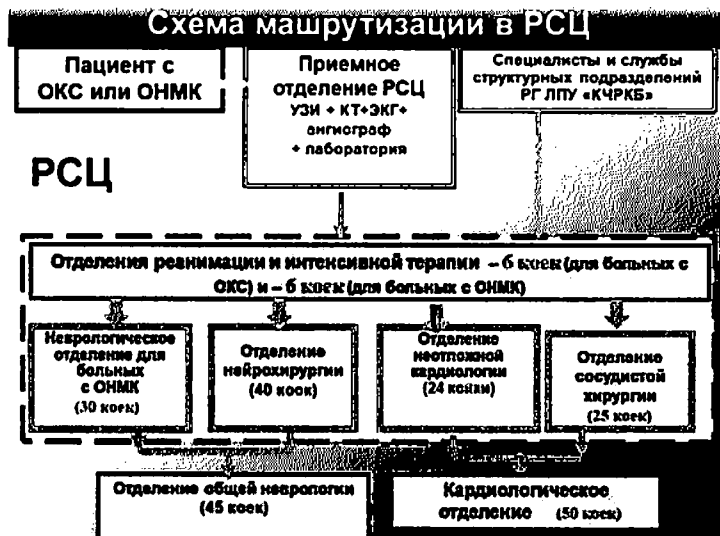 Схема машрутизации в РСЦ
Пациент с
ОКС или ОНМК
Приемное
отделение РСЦ
УЗИ + КТ+ЭКГ+
ангиограф
+ лаборатория
Специалисты и службы
структурных подразделений
РГ ЛПУ «КЧРКБ»
РСЦ
Отделения реанимации и интенсивной терапии – 6 коек (для больных с
ОКС) и – 6 коек (для больных с ОНМК)
Неврологическое
отделение для
больных
с ОНМК
(30 коек)
Отделение
нейрохирургии
(40 коек)
Отделение
неотложной
кардиологии
(24 койки)
Отделение
сосудистой
хирургии
(25 коек)
Отделение общей неврологии
(45 коек)
Кардиологическое
отделение (50 коек)